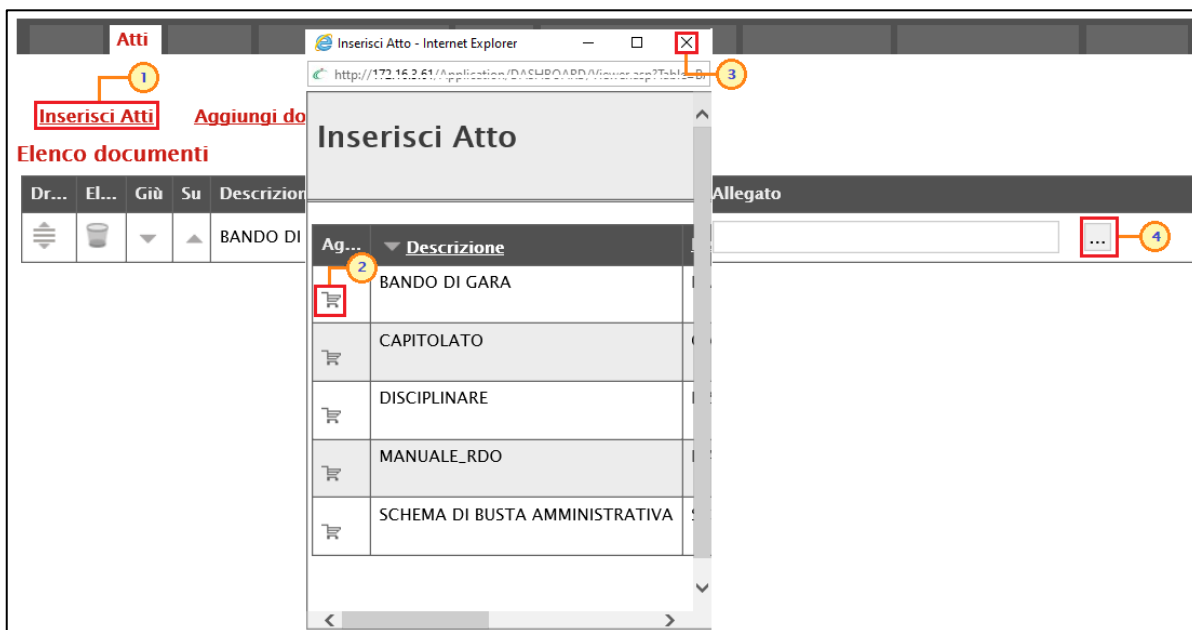 Atti
Inserisci Atto - Internet Explorer
1
3
http://172.16.3.61/Application/DASHBOARD/Viewer.asp?Table=BA
Inserisci Atti
Aggiungi do
Inserisci Atto
Elenco documenti
Dr... El... Giù Su Descrizion
Allegato
BANDO DI
...
4
Ag... Descrizione
2
BANDO DI GARA
CAPITOLATO
DISCIPLINARE
MANUALE_RDO
SCHEMA DI BUSTA AMMINISTRATIVA